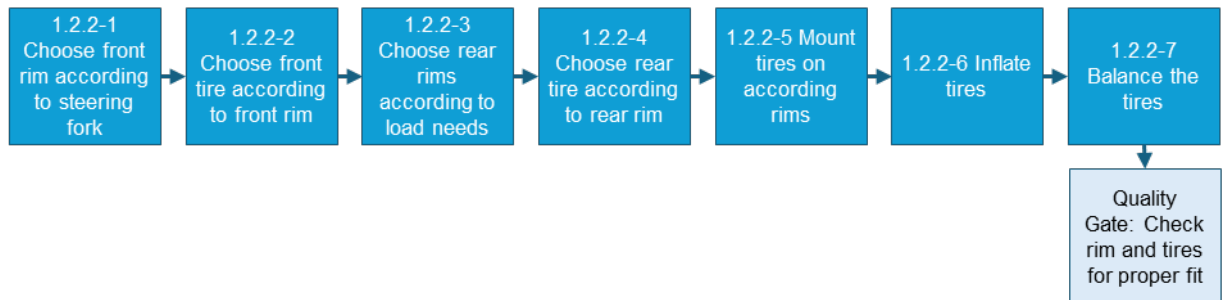 1.2.2-1
Choose front
rim according
to steering
fork
1.2.2-2
Choose front
tire according
to front rim
1.2.2-3
Choose rear
rims
according to
load needs
1.2.2-4
Choose rear
tire according
to rear rim
1.2.2-5 Mount
tires on
according
rims
1.2.2-6 Inflate
tires
1.2.2-7
Balance the
tires
Quality
Gate: Check
rim and tires
for proper fit